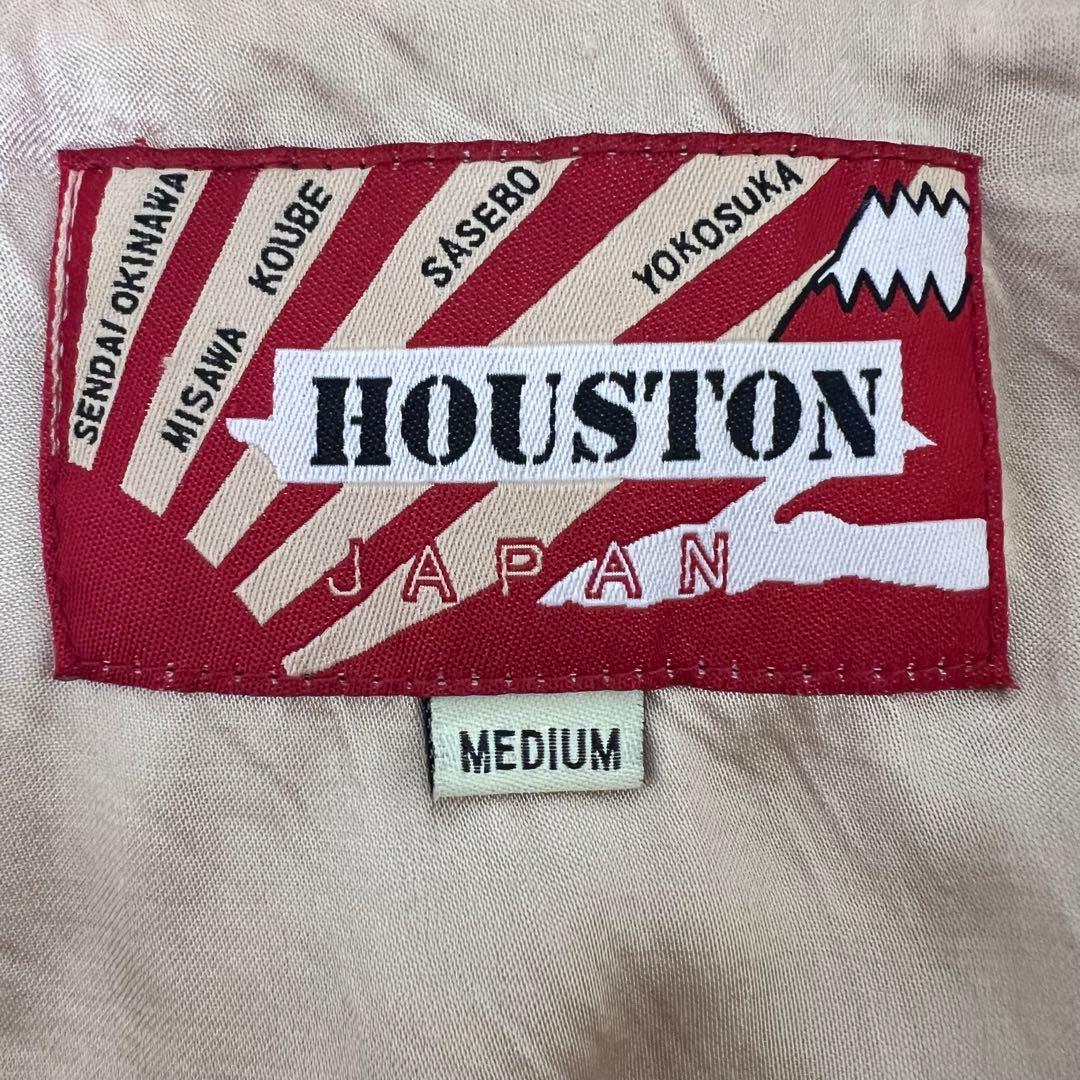 SENDAI OKINAWA
MISAWA
KOUBE
SASEBO
YOKOSUKA
HOUSTON
JAPAN
MEDIUM